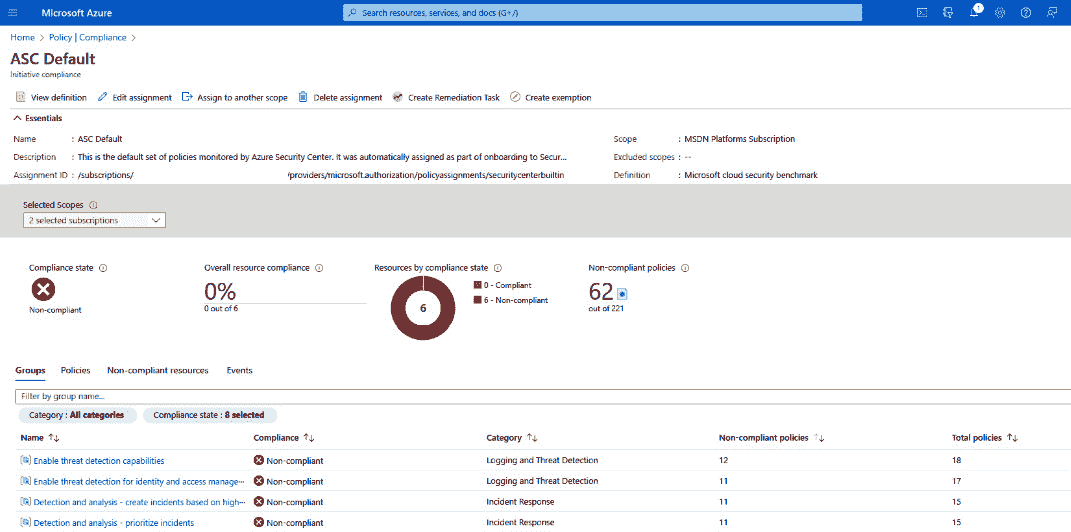 Microsoft Azure
Search resources, services, and docs (G+/)
1
Home > Policy | Compliance >
ASC Default
Initiative compliance
View definition Edit assignment Assign to another scope Delete assignment Create Remediation Task Create exemption
Essentials
Name : ASC Default Scope : MSDN Platforms Subscription
Description : This is the default set of policies monitored by Azure Security Center. It was automatically assigned as part of onboarding to Secur... Excluded scopes : --
Assignment ID : /subscriptions/ /providers/microsoft.authorization/policyassignments/securitycenterbuiltin Definition : Microsoft cloud security benchmark
Selected Scopes
2 selected subscriptions
Compliance state Overall resource compliance Resources by compliance state Non-compliant policies
Non-compliant
0%
0 out of 6
6
0 - Compliant
6 - Non-compliant
62
out of 221
Groups Policies Non-compliant resources Events
Filter by group name...
Category : All categories Compliance state : 8 selected
Name Compliance Category Non-compliant policies Total policies
Enable threat detection capabilities Non-compliant Logging and Threat Detection 12 18
Enable threat detection for identity and access manage... Non-compliant Logging and Threat Detection 11 17
Detection and analysis - create incidents based on high-... Non-compliant Incident Response 11 15
Detection and analysis - prioritize incidents Non-compliant Incident Response 11 15